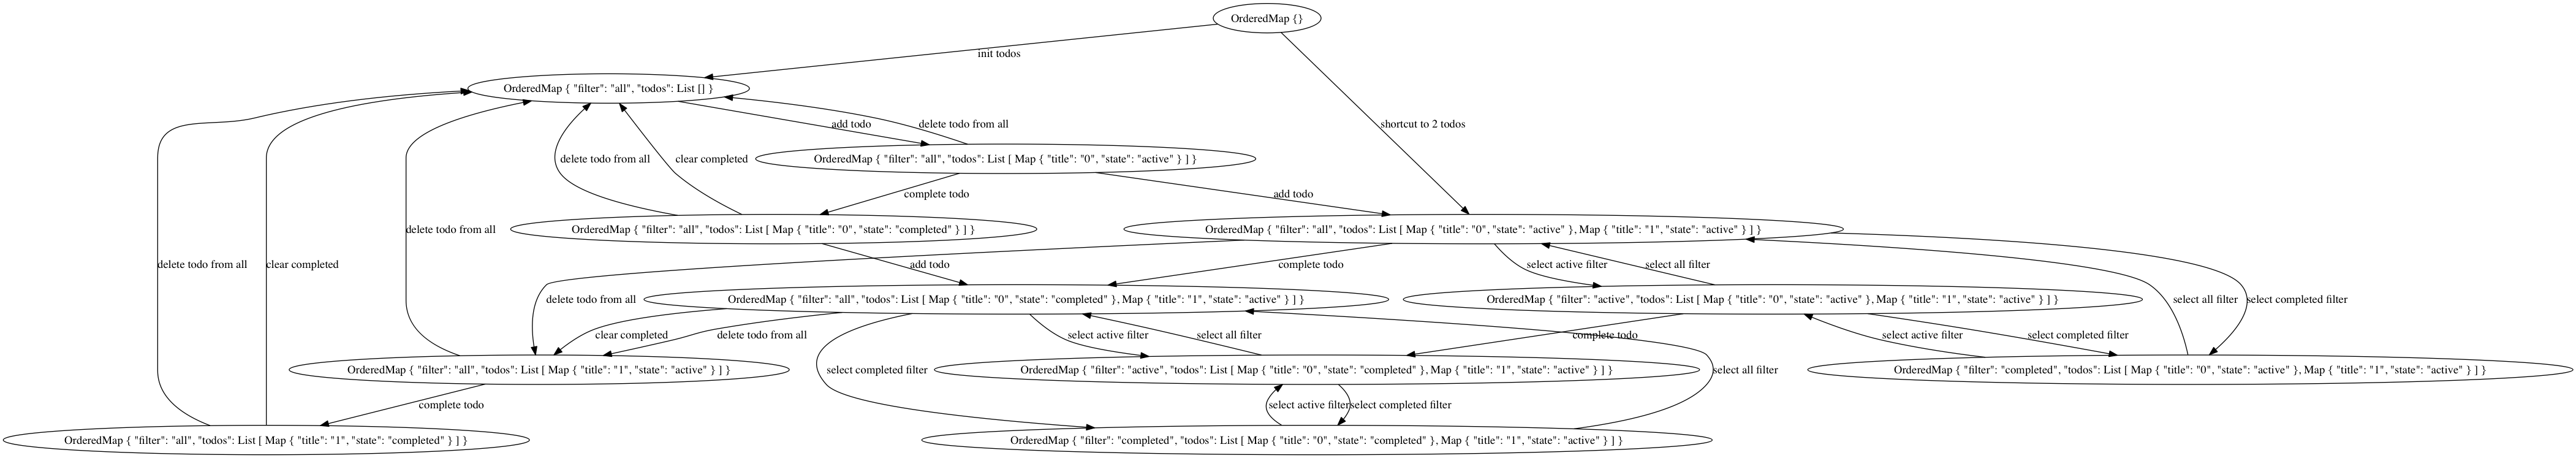 OrderedMap {}
init todos
OrderedMap { "filter": "all", "todos": List [] }
add todo
delete todo from all
shortcut to 2 todos
delete todo from all
clear completed
OrderedMap { "filter": "all", "todos": List [ Map { "title": "0", "state": "active" } ] }
complete todo
add todo
OrderedMap { "filter": "all", "todos": List [ Map { "title": "0", "state": "completed" } ] }
OrderedMap { "filter": "all", "todos": List [ Map { "title": "0", "state": "active" }, Map { "title": "1", "state": "active" } ] }
delete todo from all
delete todo from all
clear completed
add todo
complete todo
select active filter
select all filter
delete todo from all
OrderedMap { "filter": "all", "todos": List [ Map { "title": "0", "state": "completed" }, Map { "title": "1", "state": "active" } ] }
OrderedMap { "filter": "active", "todos": List [ Map { "title": "0", "state": "active" }, Map { "title": "1", "state": "active" } ] }
select all filter
select completed filter
clear completed
delete todo from all
select active filter
select all filter
complete todo
select active filter
select completed filter
OrderedMap { "filter": "all", "todos": List [ Map { "title": "1", "state": "active" } ] }
select completed filter
OrderedMap { "filter": "active", "todos": List [ Map { "title": "0", "state": "completed" }, Map { "title": "1", "state": "active" } ] }
select all filter
OrderedMap { "filter": "completed", "todos": List [ Map { "title": "0", "state": "active" }, Map { "title": "1", "state": "active" } ] }
complete todo
select active filter
select completed filter
OrderedMap { "filter": "all", "todos": List [ Map { "title": "1", "state": "completed" } ] }
OrderedMap { "filter": "completed", "todos": List [ Map { "title": "0", "state": "completed" }, Map { "title": "1", "state": "active" } ] }